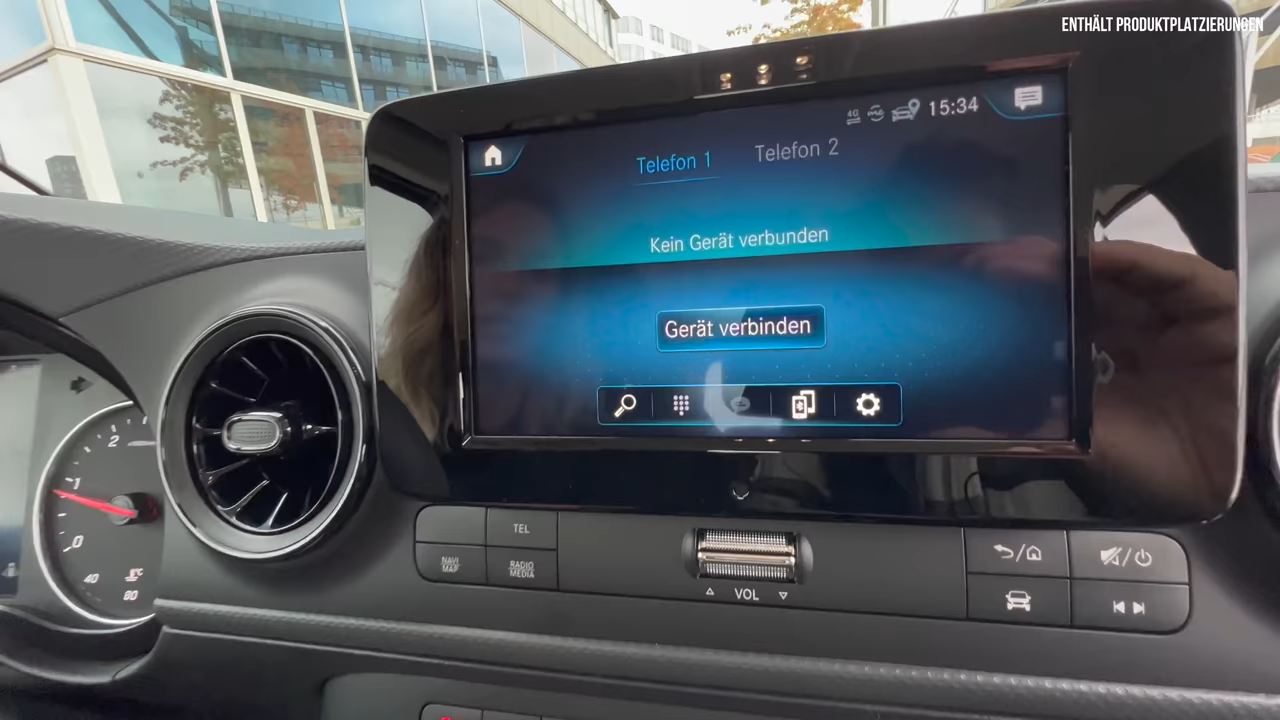 ENTHÄLT PRODUKTPLATZIERUNGEN
4G
15:34
Telefon 1
Telefon 2
Kein Gerät verbunden
Gerät verbinden
TEL
NAVI
MAP
RADIO
MEDIA
VOL
2
1
0
40
°C
80